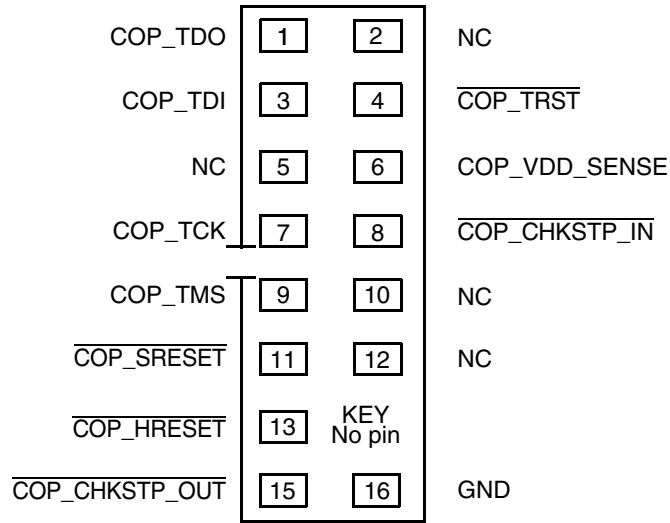 COP_TDO 1 2 NC
COP_TDI 3 4 COP_TRST
NC 5 6 COP_VDD_SENSE
COP_TCK 7 8 COP_CHKSTP_IN
COP_TMS 9 10 NC
COP_SRESET 11 12 NC
COP_HRESET 13 KEY
No pin
COP_CHKSTP_OUT 15 16 GND